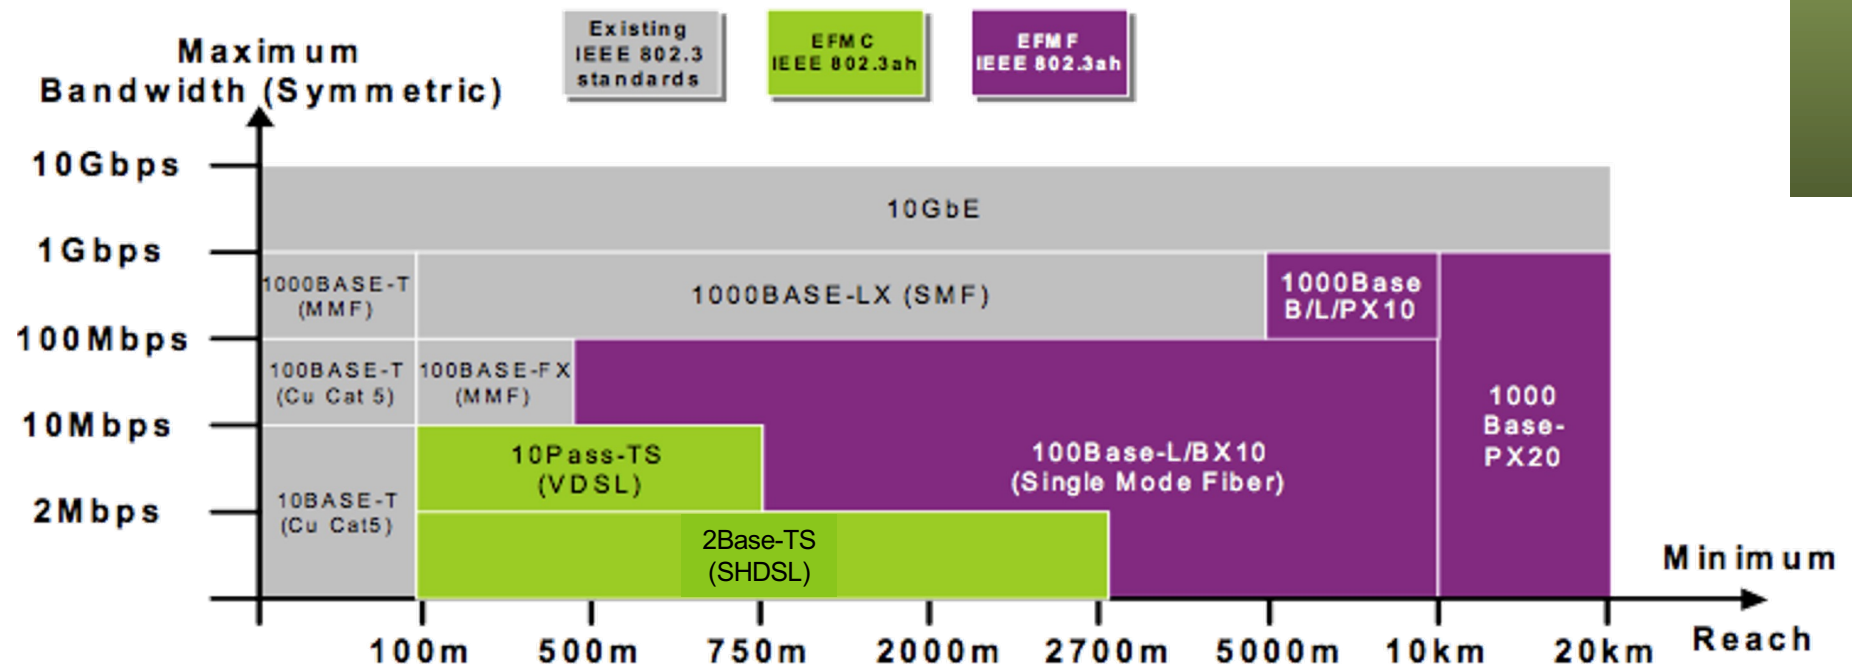 Existing
IEEE 802.3
standards
EFMC
IEEE 802.3ah
EFMF
IEEE 802.3ah
Maximum
Bandwidth (Symmetric)
10Gbps
1Gbps
100Mbps
10Mbps
2Mbps
10GbE
1000BASE-T
(MMF)
1000BASE-LX (SMF)
1000Base
B/L/PX10
100BASE-T
(Cu Cat 5)
100BASE-FX
(MMF)
1000
Base-
PX20
10Pass-TS
(VDSL)
100Base-L/BX10
(Single Mode Fiber)
10BASE-T
(Cu Cat5)
2Base-TS
(SHDSL)
Minimum
Reach
100m
500m
750m
2000m
2700m
5000m
10km
20km